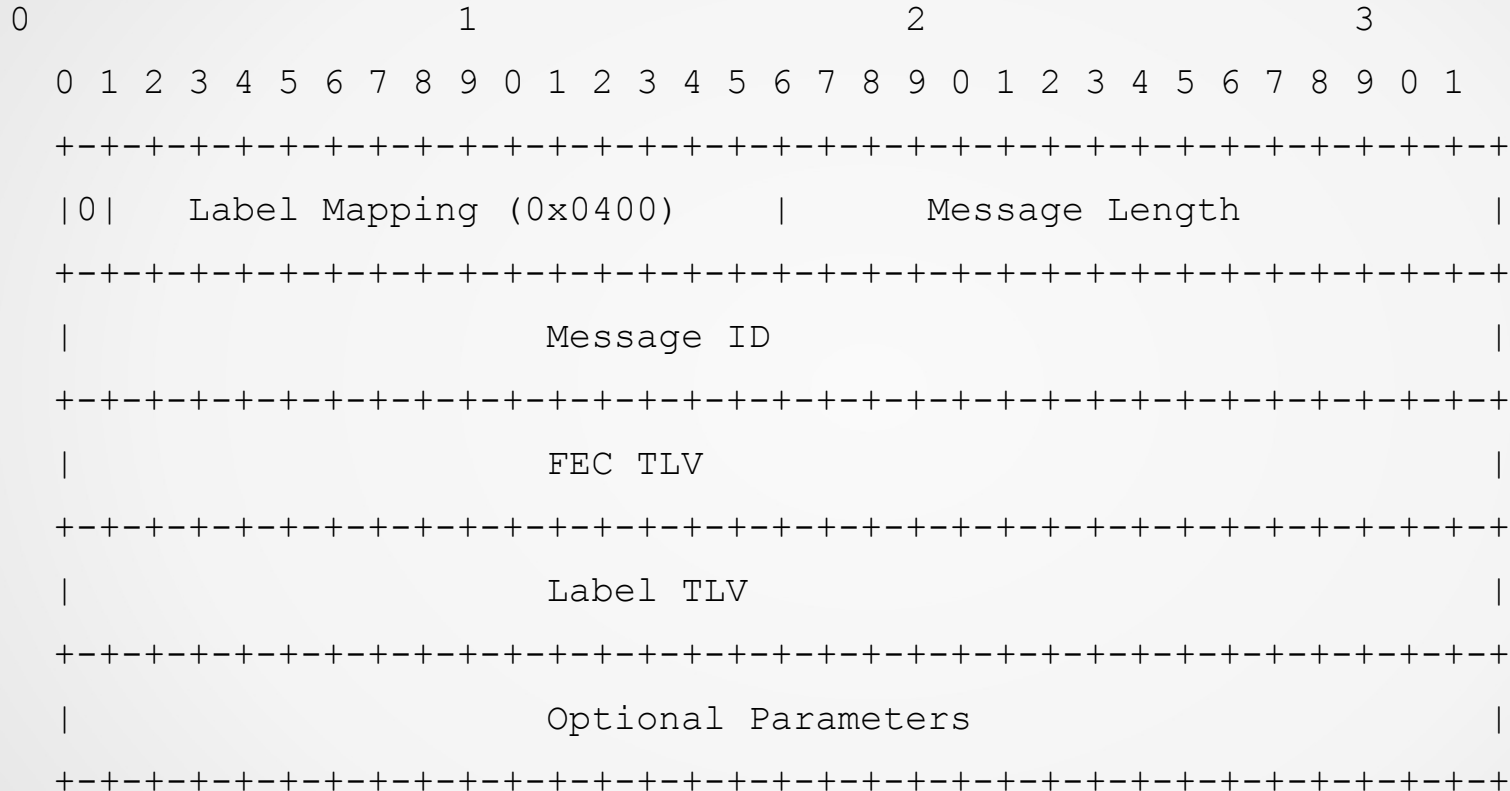 0                   1                   2                   3
  0 1 2 3 4 5 6 7 8 9 0 1 2 3 4 5 6 7 8 9 0 1 2 3 4 5 6 7 8 9 0 1
  +-+-+-+-+-+-+-+-+-+-+-+-+-+-+-+-+-+-+-+-+-+-+-+-+-+-+-+-+-+-+-+-+
  |0|   Label Mapping (0x0400)    |      Message Length           |
  +-+-+-+-+-+-+-+-+-+-+-+-+-+-+-+-+-+-+-+-+-+-+-+-+-+-+-+-+-+-+-+-+
  |                     Message ID                                |
  +-+-+-+-+-+-+-+-+-+-+-+-+-+-+-+-+-+-+-+-+-+-+-+-+-+-+-+-+-+-+-+-+
  |                     FEC TLV                                   |
  +-+-+-+-+-+-+-+-+-+-+-+-+-+-+-+-+-+-+-+-+-+-+-+-+-+-+-+-+-+-+-+-+
  |                     Label TLV                                 |
  +-+-+-+-+-+-+-+-+-+-+-+-+-+-+-+-+-+-+-+-+-+-+-+-+-+-+-+-+-+-+-+-+
  |                     Optional Parameters                       |
  +-+-+-+-+-+-+-+-+-+-+-+-+-+-+-+-+-+-+-+-+-+-+-+-+-+-+-+-+-+-+-+-+